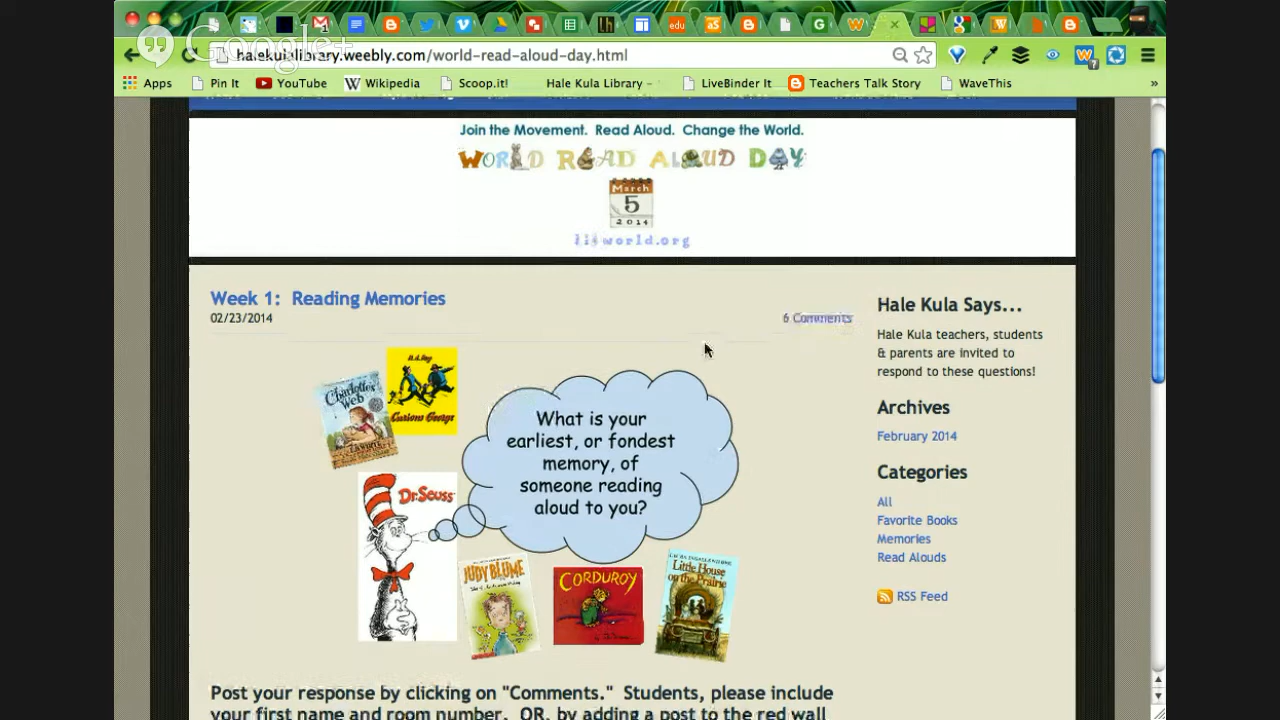 Google+
halekulalibrary.weebly.com/world-read-aloud-day.html
Apps Pin It YouTube Wikipedia Scoop.it! Hale Kula Library – LiveBinder It Teachers Talk Story WaveThis »
Join the Movement. Read Aloud. Change the World.
WORLD READ ALOUD DAY
March
5
2014
litworld.org
Week 1: Reading Memories
02/23/2014
6 Comments
Charlotte's
Web
Curious George
What is your
earliest, or fondest
memory, of
someone reading
aloud to you?
Dr. Seuss
JUDY BLUME
CORDUROY
Little House
on the Prairie
Hale Kula Says...
Hale Kula teachers, students
& parents are invited to
respond to these questions!
Archives
February 2014
Categories
All
Favorite Books
Memories
Read Alouds
RSS Feed
Post your response by clicking on "Comments." Students, please include
your first name and room number. OR, by adding a post to the red wall